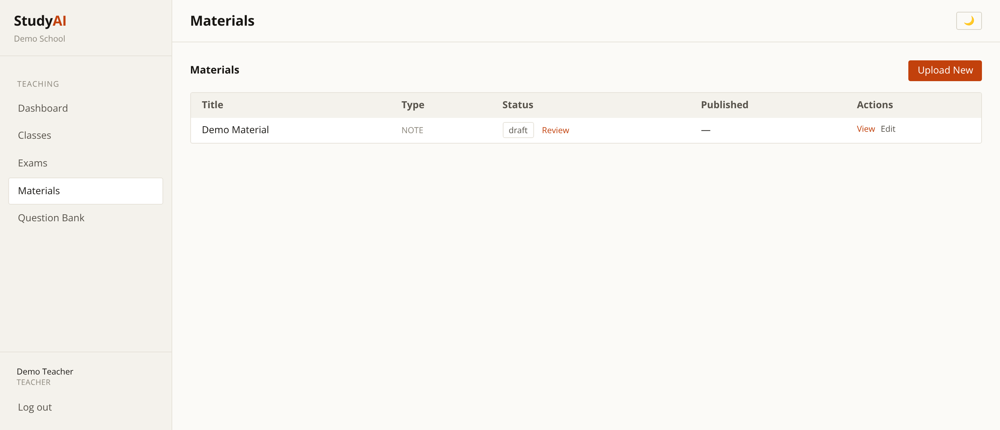 StudyAI
Demo School
TEACHING
Dashboard
Classes
Exams
Materials
Question Bank
Demo Teacher
TEACHER
Log out
Materials
Materials
Upload New
Title Type Status Published Actions
Demo Material NOTE draft Review — View Edit